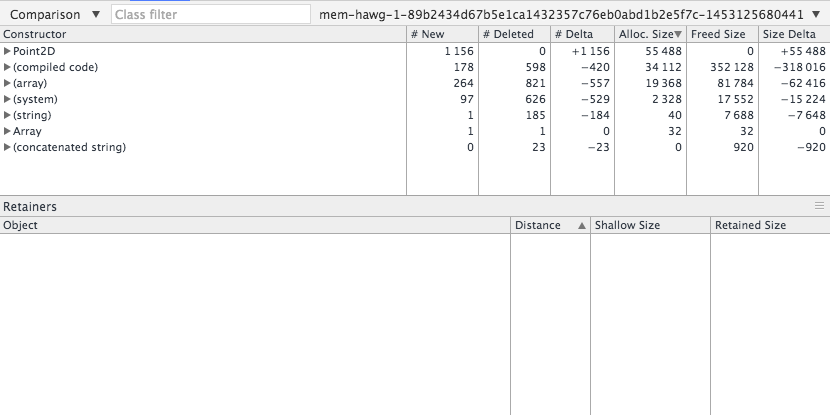 Comparison ▼ Class filter mem-hawg-1-89b2434d67b5e1ca1432357c76eb0abd1b2e5f7c-1453125680441 ▼
Constructor # New # Deleted # Delta Alloc. Size▼ Freed Size Size Delta
▶Point2D 1 156 0 +1 156 55 488 0 +55 488
▶(compiled code) 178 598 −420 34 112 352 128 −318 016
▶(array) 264 821 −557 19 368 81 784 −62 416
▶(system) 97 626 −529 2 328 17 552 −15 224
▶(string) 1 185 −184 40 7 688 −7 648
▶Array 1 1 0 32 32 0
▶(concatenated string) 0 23 −23 0 920 −920
Retainers
Object Distance ▲ Shallow Size Retained Size